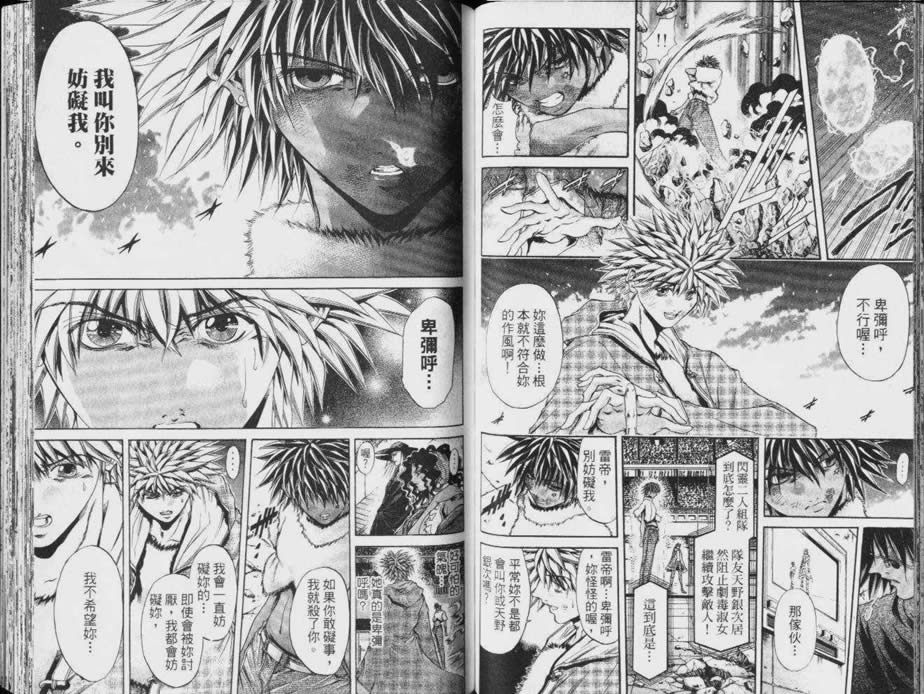 !!
怎麼會…
卑彌呼，
不行喔…
妳這麼做…根
本就不符合妳
的作風啊！
…
那傢伙
閃靈二人組隊
到底怎麼了？
隊友天野銀次居
然阻止劇毒淑女
繼續攻擊敵人！
這到底是…
雷帝，
別妨礙我。
雷帝啊…卑彌呼
，妳怪怪的喔，
平常妳不是都
會叫你或天野
銀次嗎？
我叫你別來
妨礙我。
卑彌呼…
…
喔？
好可怕的
氣魄…
她真的是卑彌
呼嗎？
如果你敢礙事，
我就殺了你。
…
我會一直妨
礙妳的…
即使會被妳討
厭，我都會妨
礙妳，
我不希望妳…